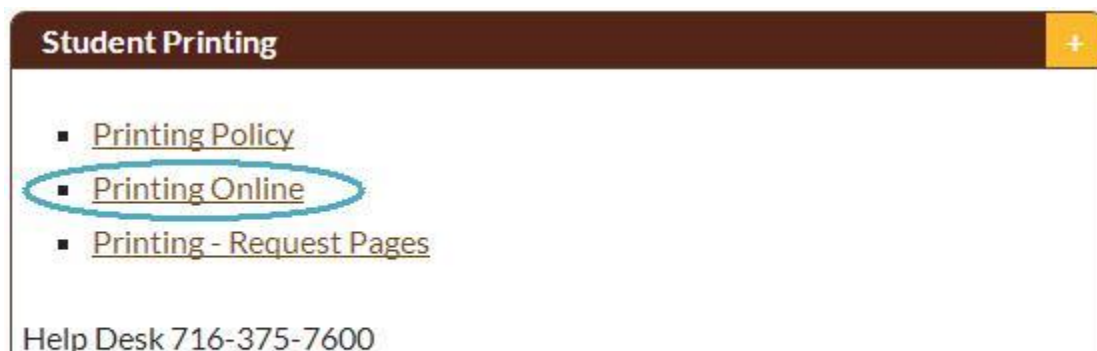 Student Printing
+
Printing Policy
Printing Online
Printing - Request Pages
Help Desk 716-375-7600